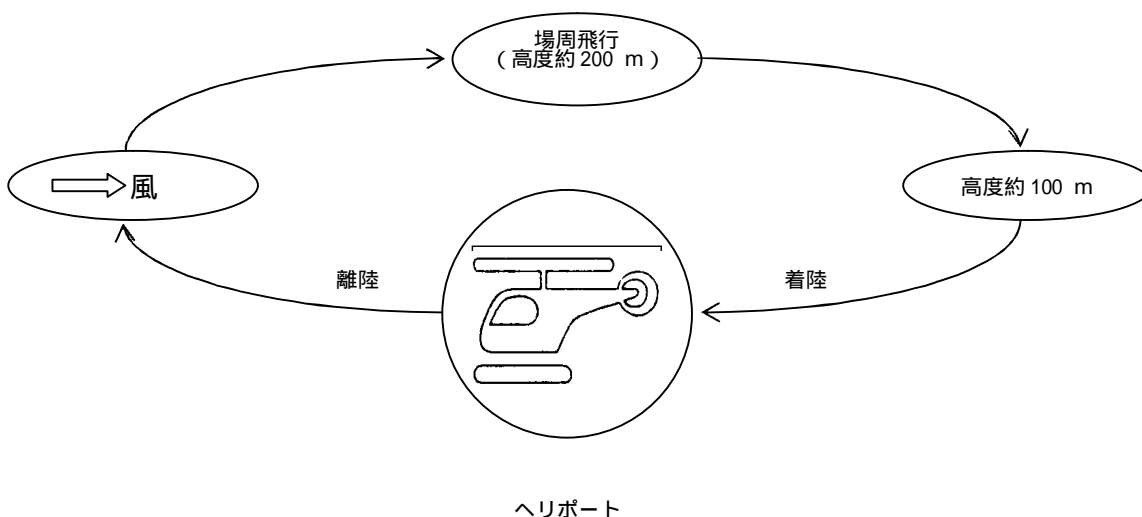 場周飛行
（高度約 200 m）
風
高度約 100 m
離陸
着陸
ヘリポート